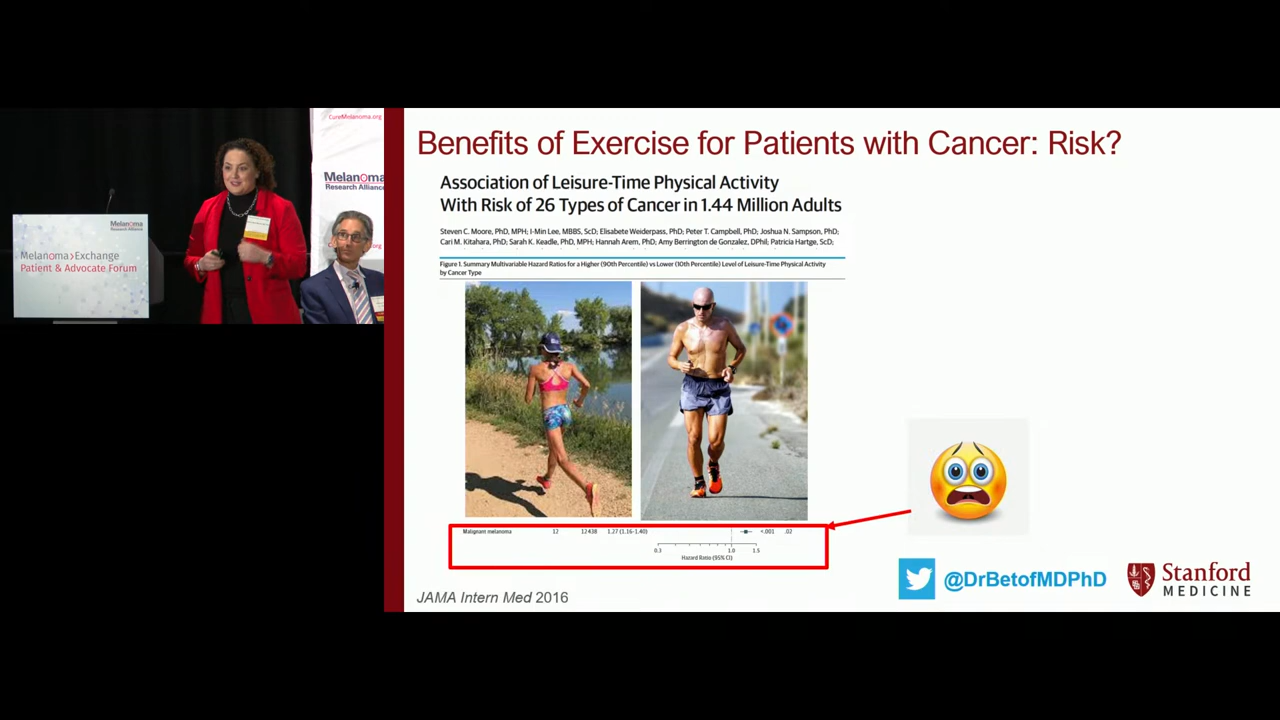 CureMelanoma.org
Melanoma
Research Alliance
Melanoma
Research Alliance
Melanoma›Exchange
Patient & Advocate Forum
Benefits of Exercise for Patients with Cancer: Risk?
Association of Leisure-Time Physical Activity
With Risk of 26 Types of Cancer in 1.44 Million Adults
Steven C. Moore, PhD, MPH; I-Min Lee, MBBS, ScD; Elisabete Weiderpass, PhD; Peter T. Campbell, PhD; Joshua N. Sampson, PhD;
Cari M. Kitahara, PhD; Sarah K. Keadle, PhD, MPH; Hannah Arem, PhD; Amy Berrington de Gonzalez, DPhil; Patricia Hartge, ScD;
Figure 1. Summary Multivariable Hazard Ratios for a Higher (90th Percentile) vs Lower (10th Percentile) Level of Leisure-Time Physical Activity
by Cancer Type
Malignant melanoma 12 12438 1.27 (1.16-1.40) <.001 .02
0.3 1.0 1.5
Hazard Ratio (95% CI)
JAMA Intern Med 2016
@DrBetofMDPhD
Stanford
MEDICINE